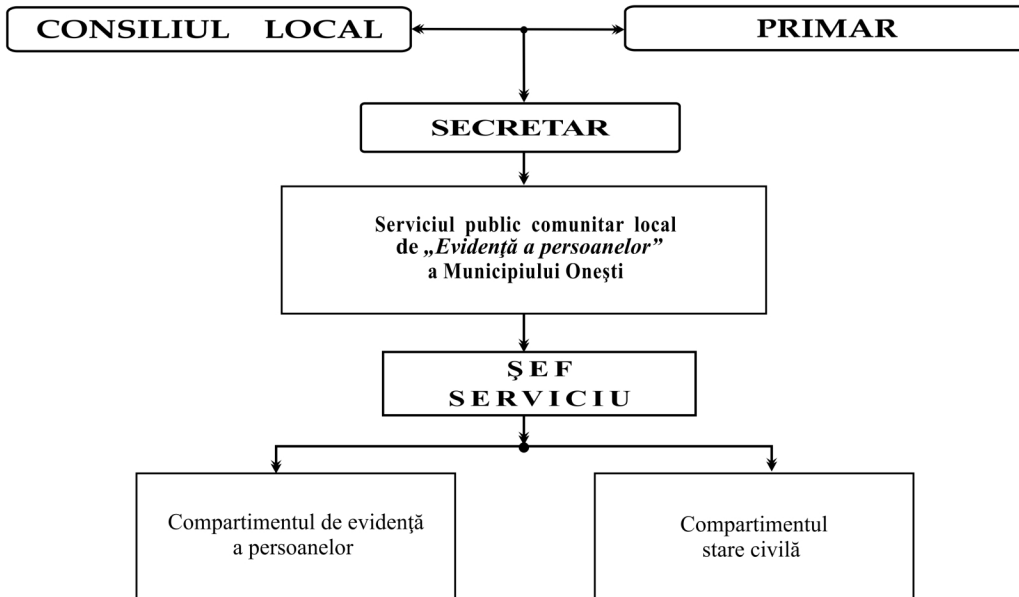 CONSILIUL LOCAL
PRIMAR
SECRETAR
Serviciul public comunitar local
de „Evidenţă a persoanelor”
a Municipiului Oneşti
ŞEF
SERVICIU
Compartimentul de evidenţă
a persoanelor
Compartimentul
stare civilă